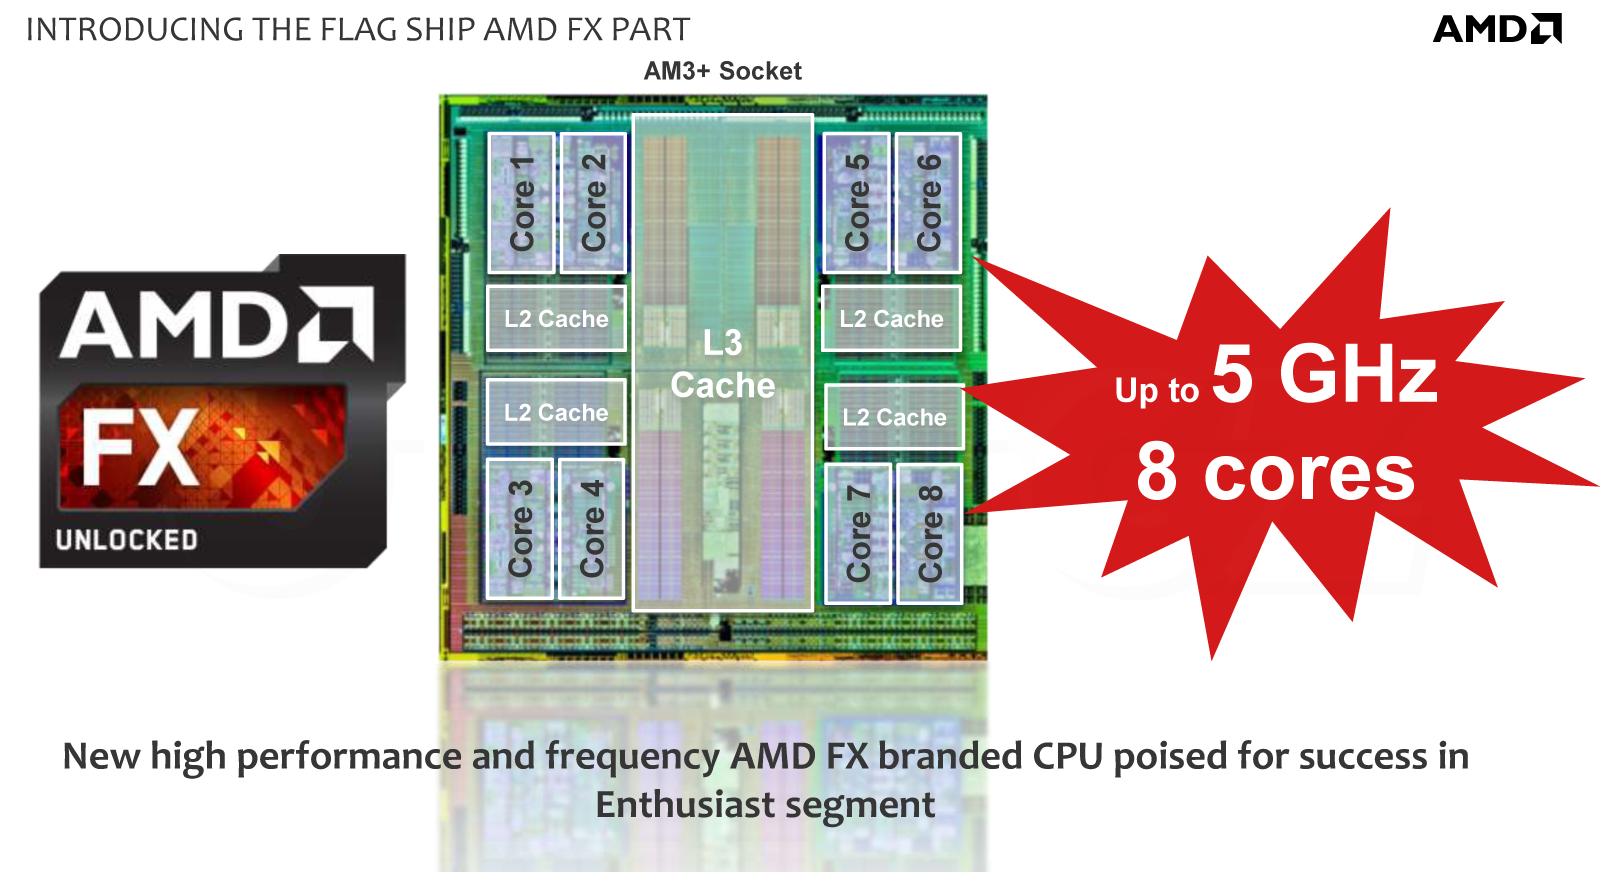 INTRODUCING THE FLAG SHIP AMD FX PART
AMD
AM3+ Socket
Core 1
Core 2
Core 5
Core 6
L2 Cache
L2 Cache
L3
Cache
L2 Cache
L2 Cache
Core 3
Core 4
Core 7
Core 8
AMD
FX
UNLOCKED
Up to 5 GHz
8 cores
New high performance and frequency AMD FX branded CPU poised for success in
Enthusiast segment